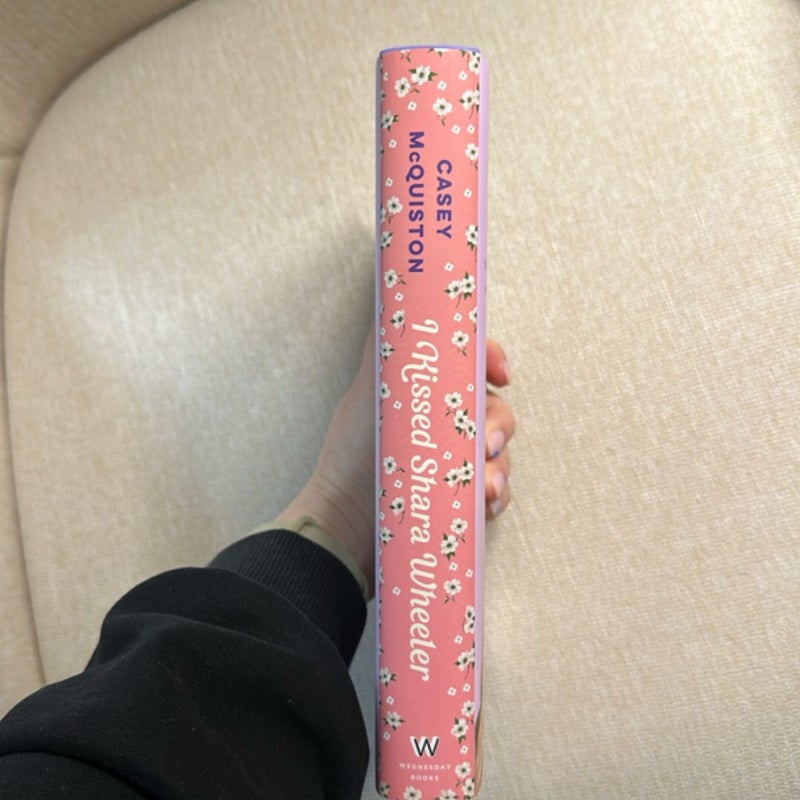 CASEY
McQUISTON
I Kissed Shara Wheeler
W
WEDNESDAY
BOOKS